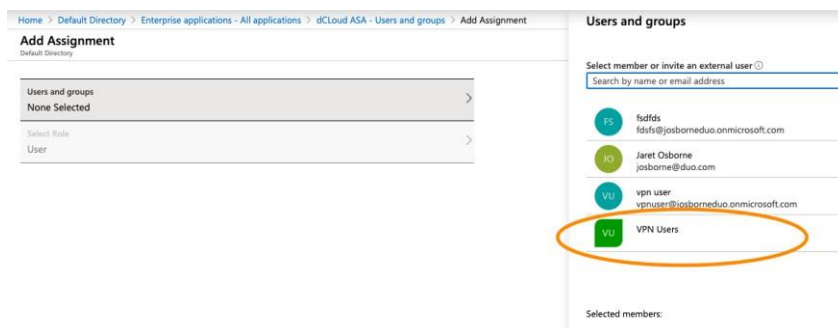 Home > Default Directory > Enterprise applications - All applications > dCloud ASA - Users and groups > Add Assignment
Add Assignment
Default Directory
Users and groups
None Selected
Select Role
User
Users and groups
Select member or invite an external user
Search by name or email address
FS
fsdfds
fdsfs@josborneduo.onmicrosoft.com
JO
Jaret Osborne
josborne@duo.com
VU
vpn user
vpnuser@josborneduo.onmicrosoft.com
VU
VPN Users
Selected members: